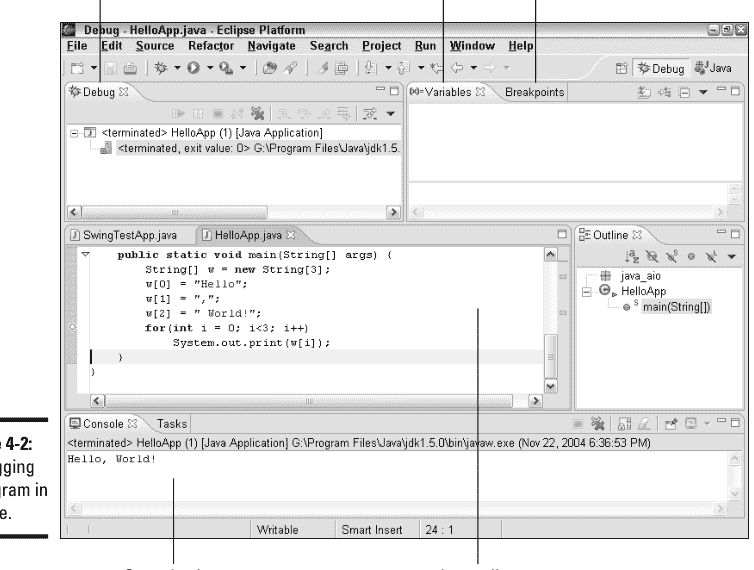 Debug - HelloApp.java - Eclipse Platform
File Edit Source Refactor Navigate Search Project Run Window Help
Debug Java
Debug
Variables Breakpoints
<terminated> HelloApp (1) [Java Application]
<terminated, exit value: 0> G:\Program Files\Java\jdk1.5.
SwingTestApp.java HelloApp.java
Outline
public static void main(String[] args) {
String[] w = new String[3];
w[0] = "Hello";
w[1] = ",";
w[2] = " World!";
for(int i = 0; i<3; i++)
System.out.print(w[i]);
}
}
java_aio
HelloApp
main(String[])
Console Tasks
<terminated> HelloApp (1) [Java Application] G:\Program Files\Java\jdk1.5.0\bin\javaw.exe (Nov 22, 2004 6:36:53 PM)
Hello, World!
Writable Smart Insert 24 : 1
4-2:
gging
gram in
e.